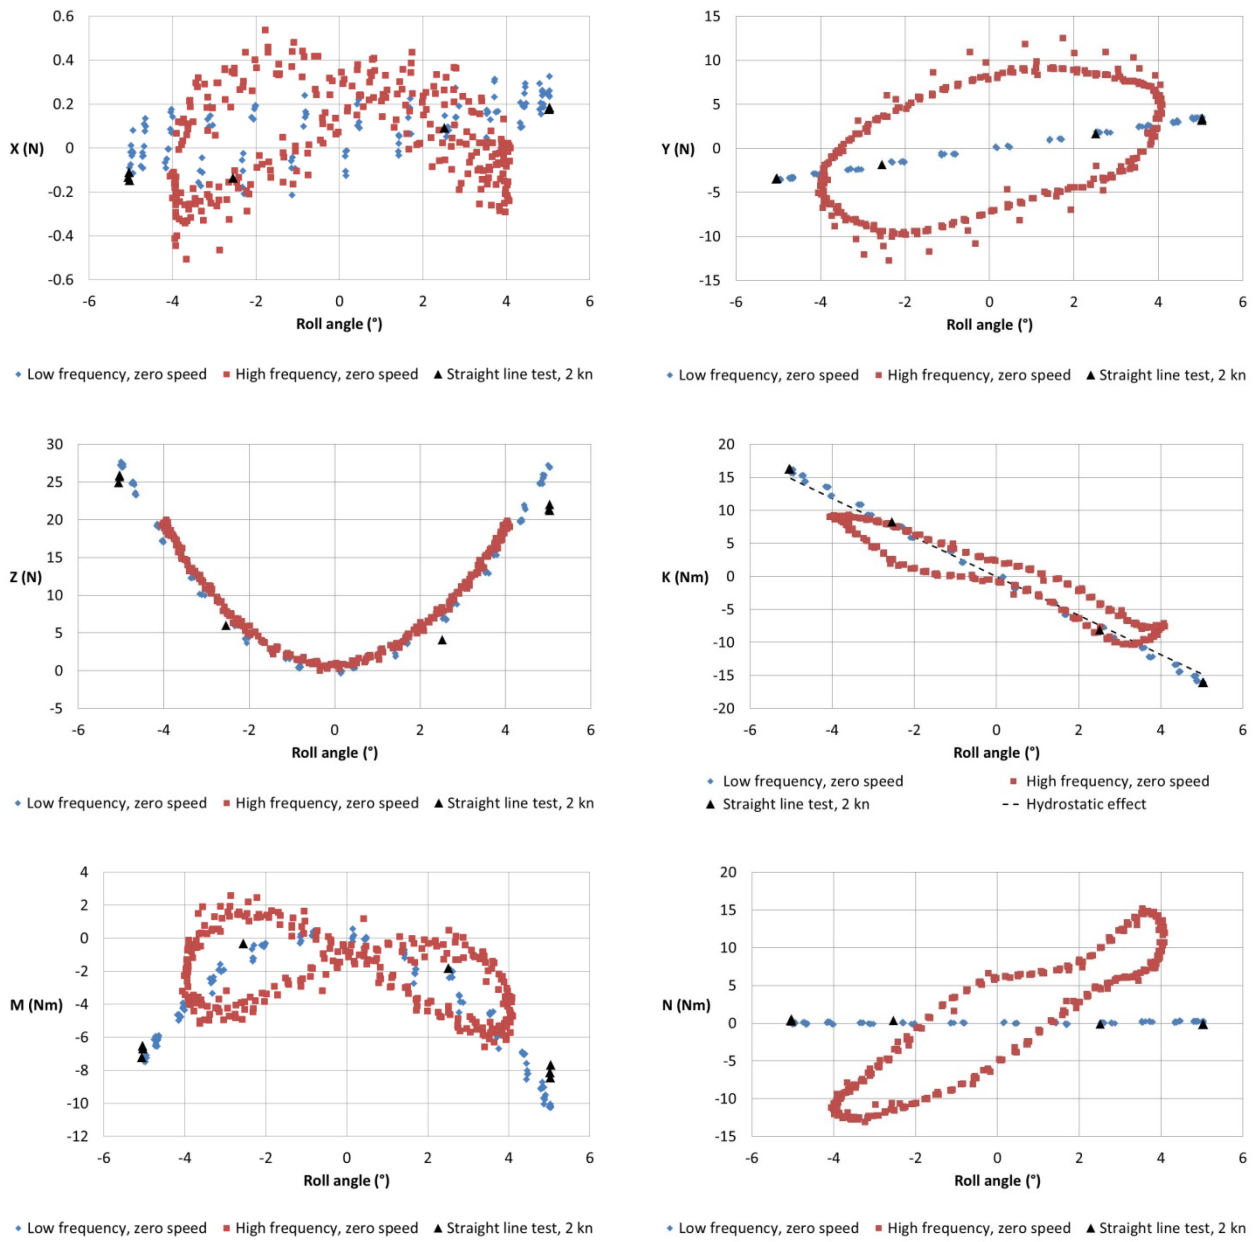 0.6
0.4
0.2
0
-0.2
-0.4
-0.6
X (N)
-6 -4 -2 0 2 4 6
Roll angle (°)
Low frequency, zero speed High frequency, zero speed Straight line test, 2 kn
15
10
5
0
-5
-10
-15
Y (N)
-6 -4 -2 0 2 4 6
Roll angle (°)
Low frequency, zero speed High frequency, zero speed Straight line test, 2 kn
30
25
20
15
10
5
0
-5
Z (N)
-6 -4 -2 0 2 4 6
Roll angle (°)
Low frequency, zero speed High frequency, zero speed Straight line test, 2 kn
20
15
10
5
0
-5
-10
-15
-20
K (Nm)
-6 -4 -2 0 2 4 6
Roll angle (°)
Low frequency, zero speed High frequency, zero speed
Straight line test, 2 kn Hydrostatic effect
4
2
0
-2
-4
-6
-8
-10
-12
M (Nm)
-6 -4 -2 0 2 4 6
Roll angle (°)
Low frequency, zero speed High frequency, zero speed Straight line test, 2 kn
20
15
10
5
0
-5
-10
-15
N (Nm)
-6 -4 -2 0 2 4 6
Roll angle (°)
Low frequency, zero speed High frequency, zero speed Straight line test, 2 kn